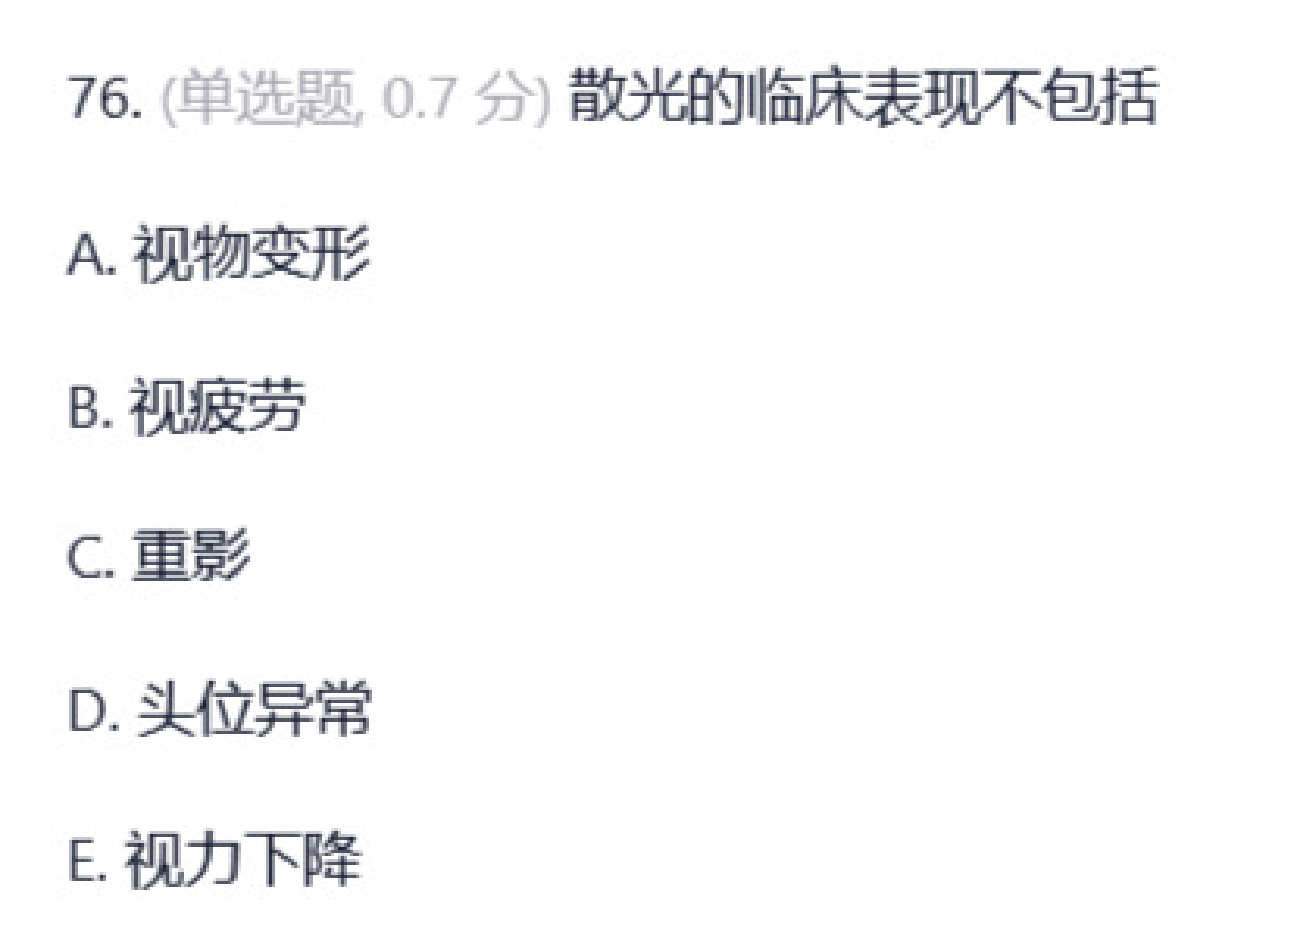 76. (单选题, 0.7 分) 散光的临床表现不包括
A. 视物变形
B. 视疲劳
C. 重影
D. 头位异常
E. 视力下降